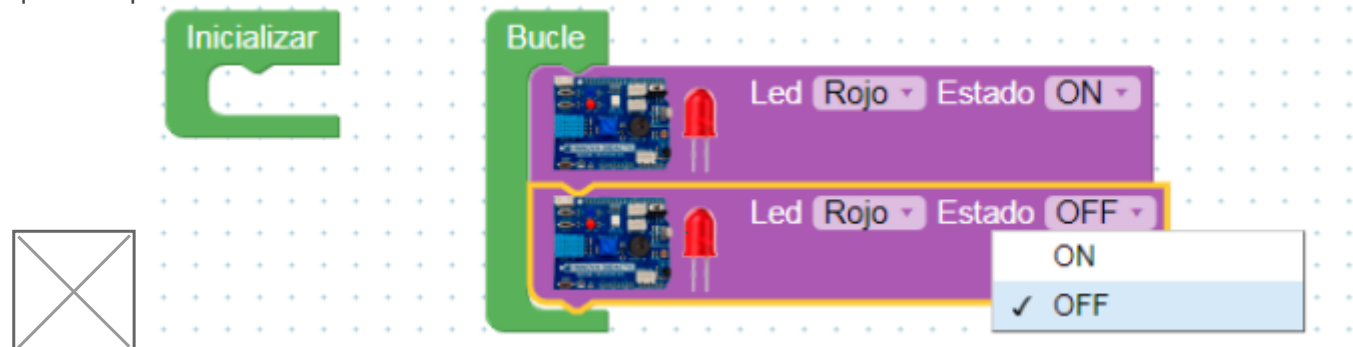 Inicializar
Bucle
Led Rojo Estado ON
Led Rojo Estado OFF
ON
✓ OFF